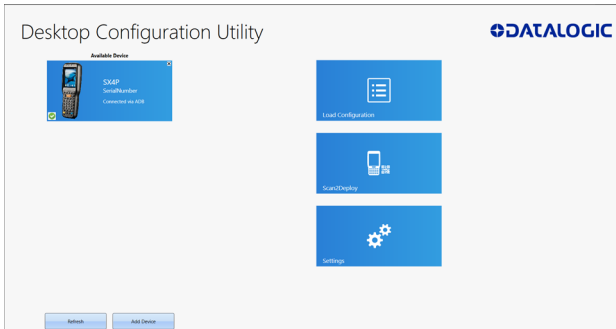 Desktop Configuration Utility
DATALOGIC
Available Device
SX4P
SerialNumber
Connected via ADB
Load Configuration
Scan2Deploy
Settings
Refresh
Add Device